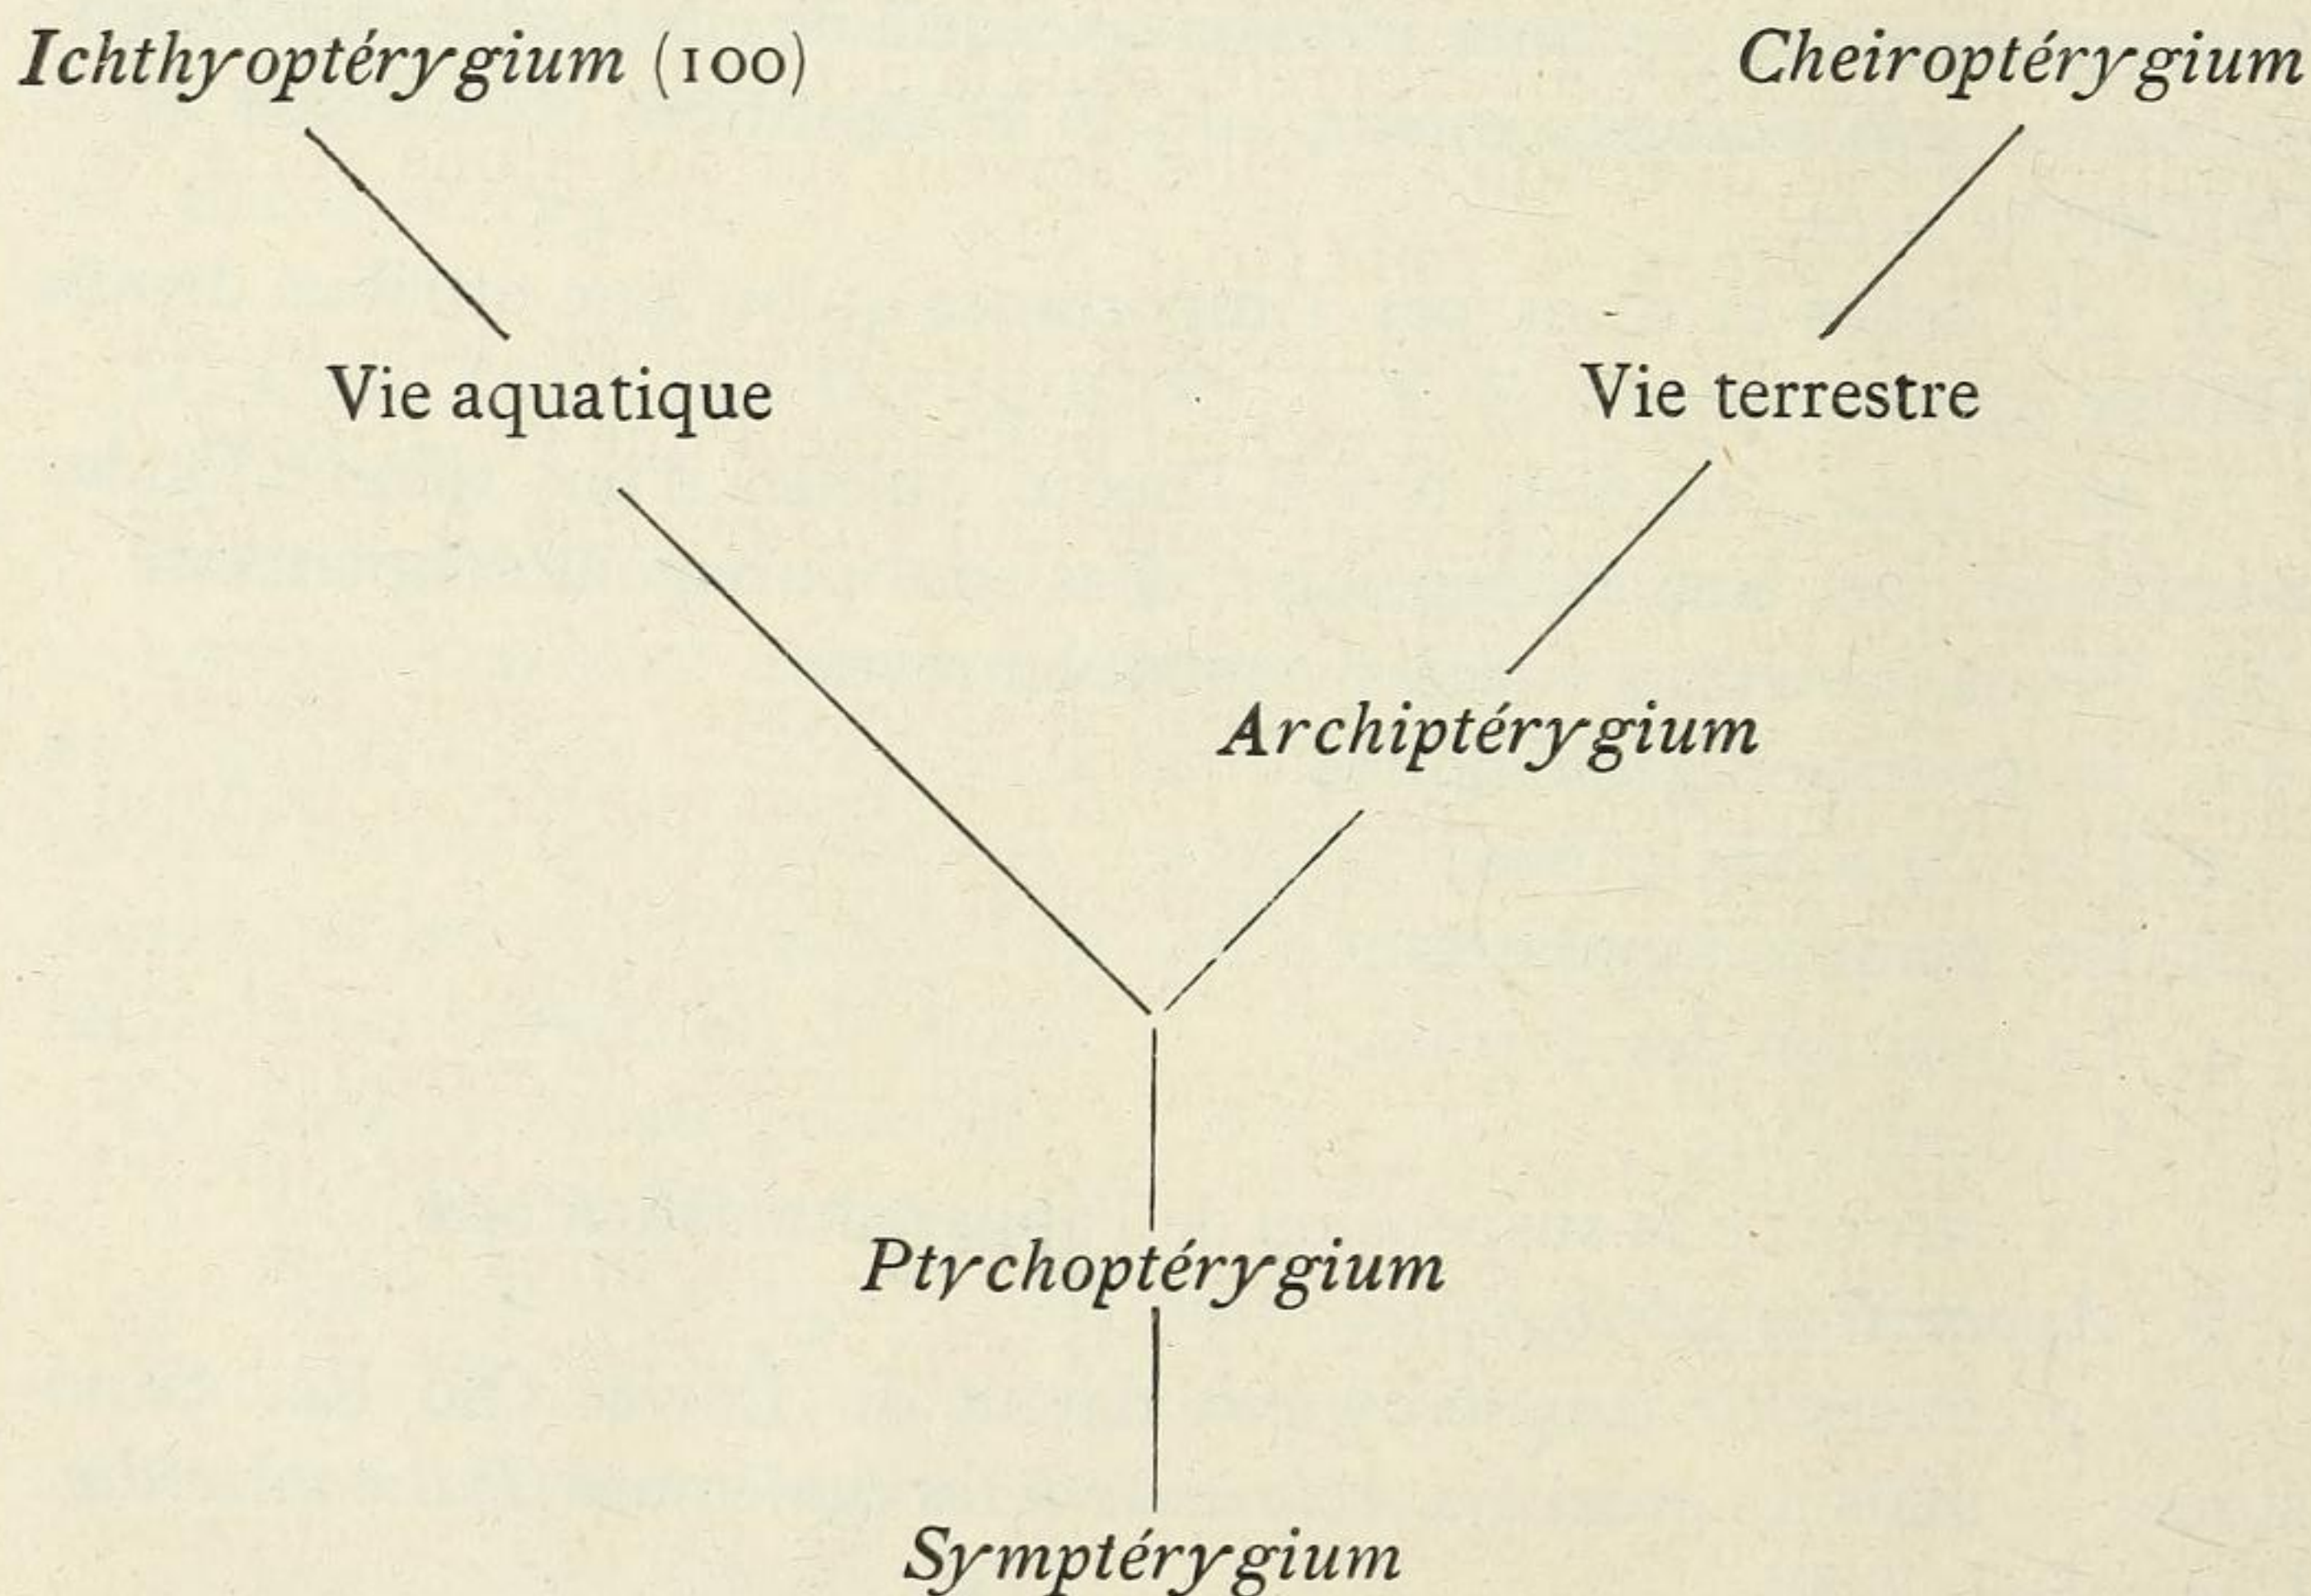 Ichthyoptérygium (100)
Cheiroptérygium
Vie aquatique
Vie terrestre
Archiptérygium
Ptychoptérygium
Symptérygium